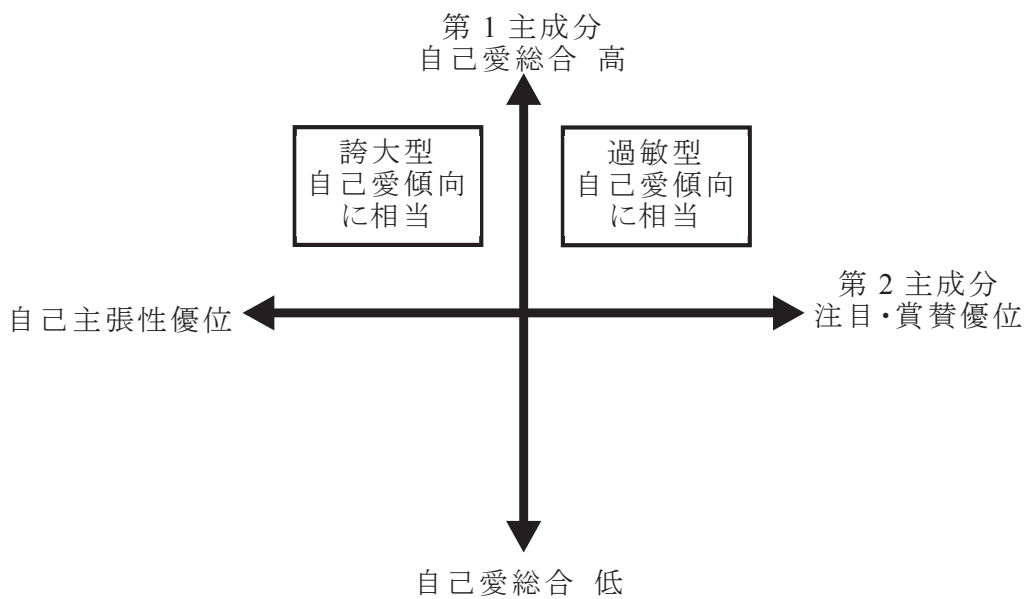 第 1 主成分
自己愛総合 高
誇大型
自己愛傾向
に相当
過敏型
自己愛傾向
に相当
自己主張性優位
第 2 主成分
注目・賞賛優位
自己愛総合 低